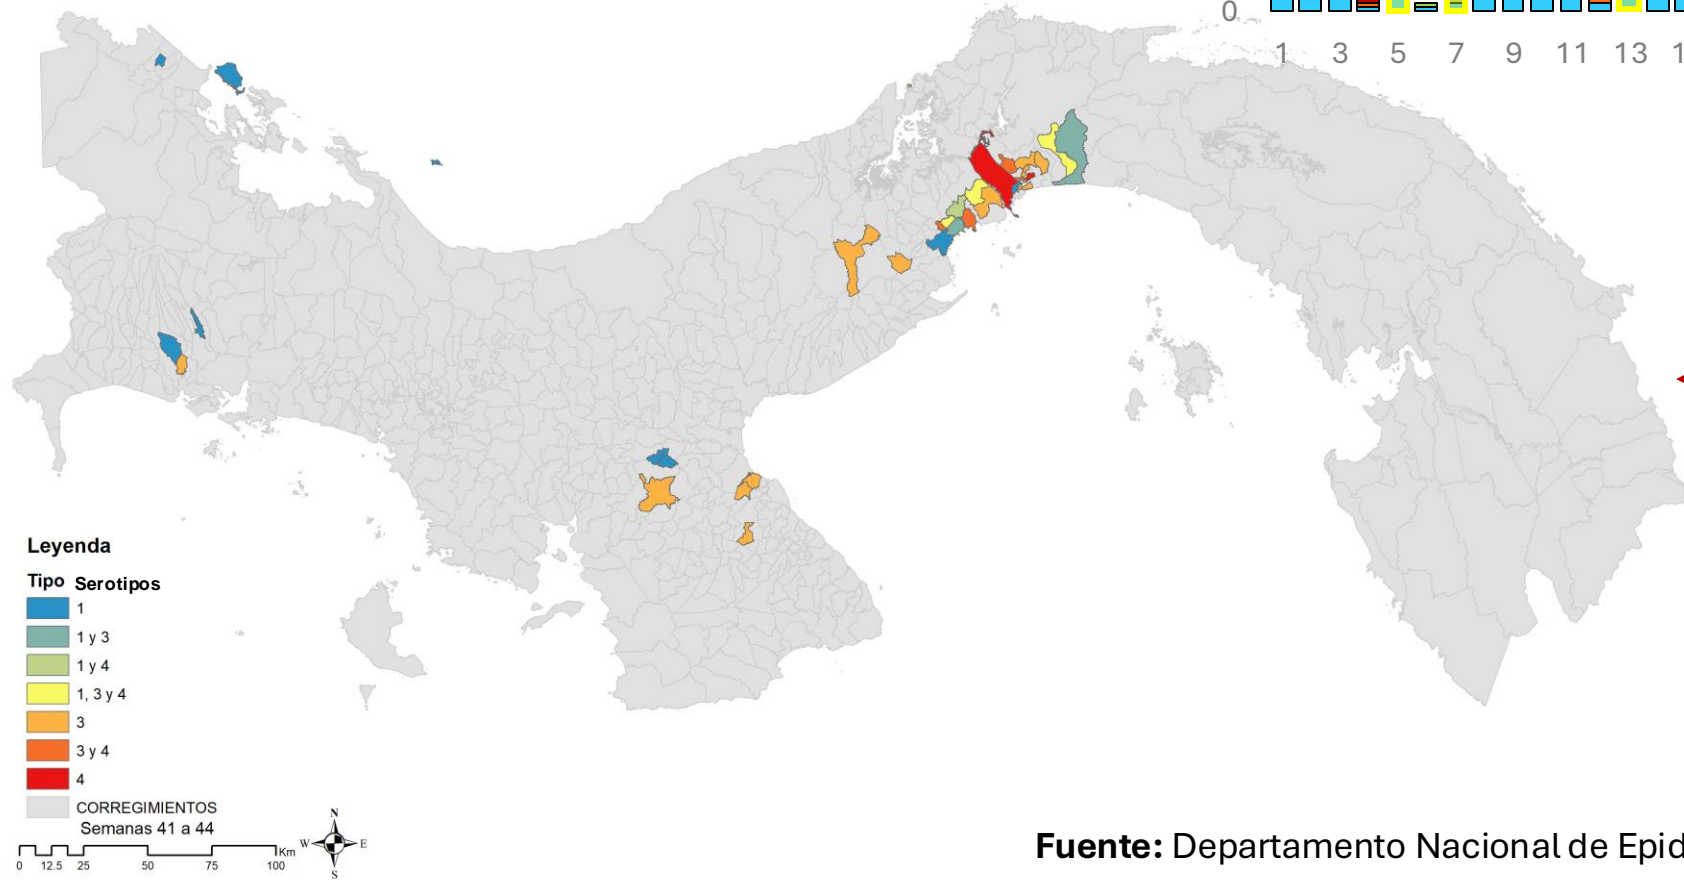 0
1 3 5 7 9 11 13
Leyenda
Tipo Serotipos
1
1 y 3
1 y 4
1, 3 y 4
3
3 y 4
4
CORREGIMIENTOS
Semanas 41 a 44
N
W E
S
Km
0 12.5 25 50 75 100
Fuente: Departamento Nacional de Epid